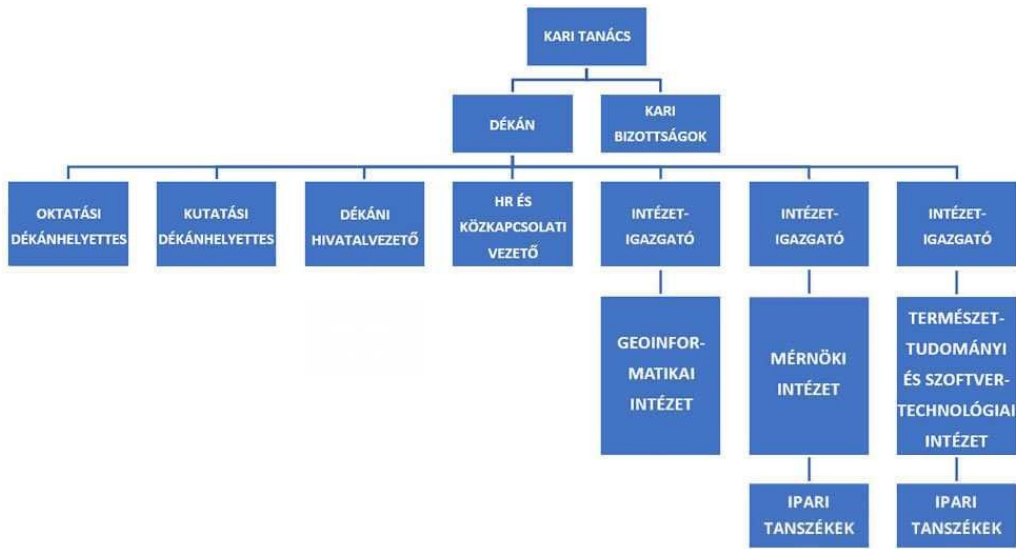 KARI TANÁCS
DÉKÁN
KARI
BIZOTTSÁGOK
OKTATÁSI
DÉKÁNHELYETTES
KUTATÁSI
DÉKÁNHELYETTES
DÉKÁNI
HIVATALVEZETŐ
HR ÉS
KÖZKAPCSOLATI
VEZETŐ
INTÉZET-
IGAZGATÓ
INTÉZET-
IGAZGATÓ
INTÉZET-
IGAZGATÓ
GEOINFOR-
MATIKAI
INTÉZET
MÉRNÖKI
INTÉZET
TERMÉSZET-
TUDOMÁNYI
ÉS SZOFTVER-
TECHNOLÓGIAI
INTÉZET
IPARI
TANSZÉKEK
IPARI
TANSZÉKEK